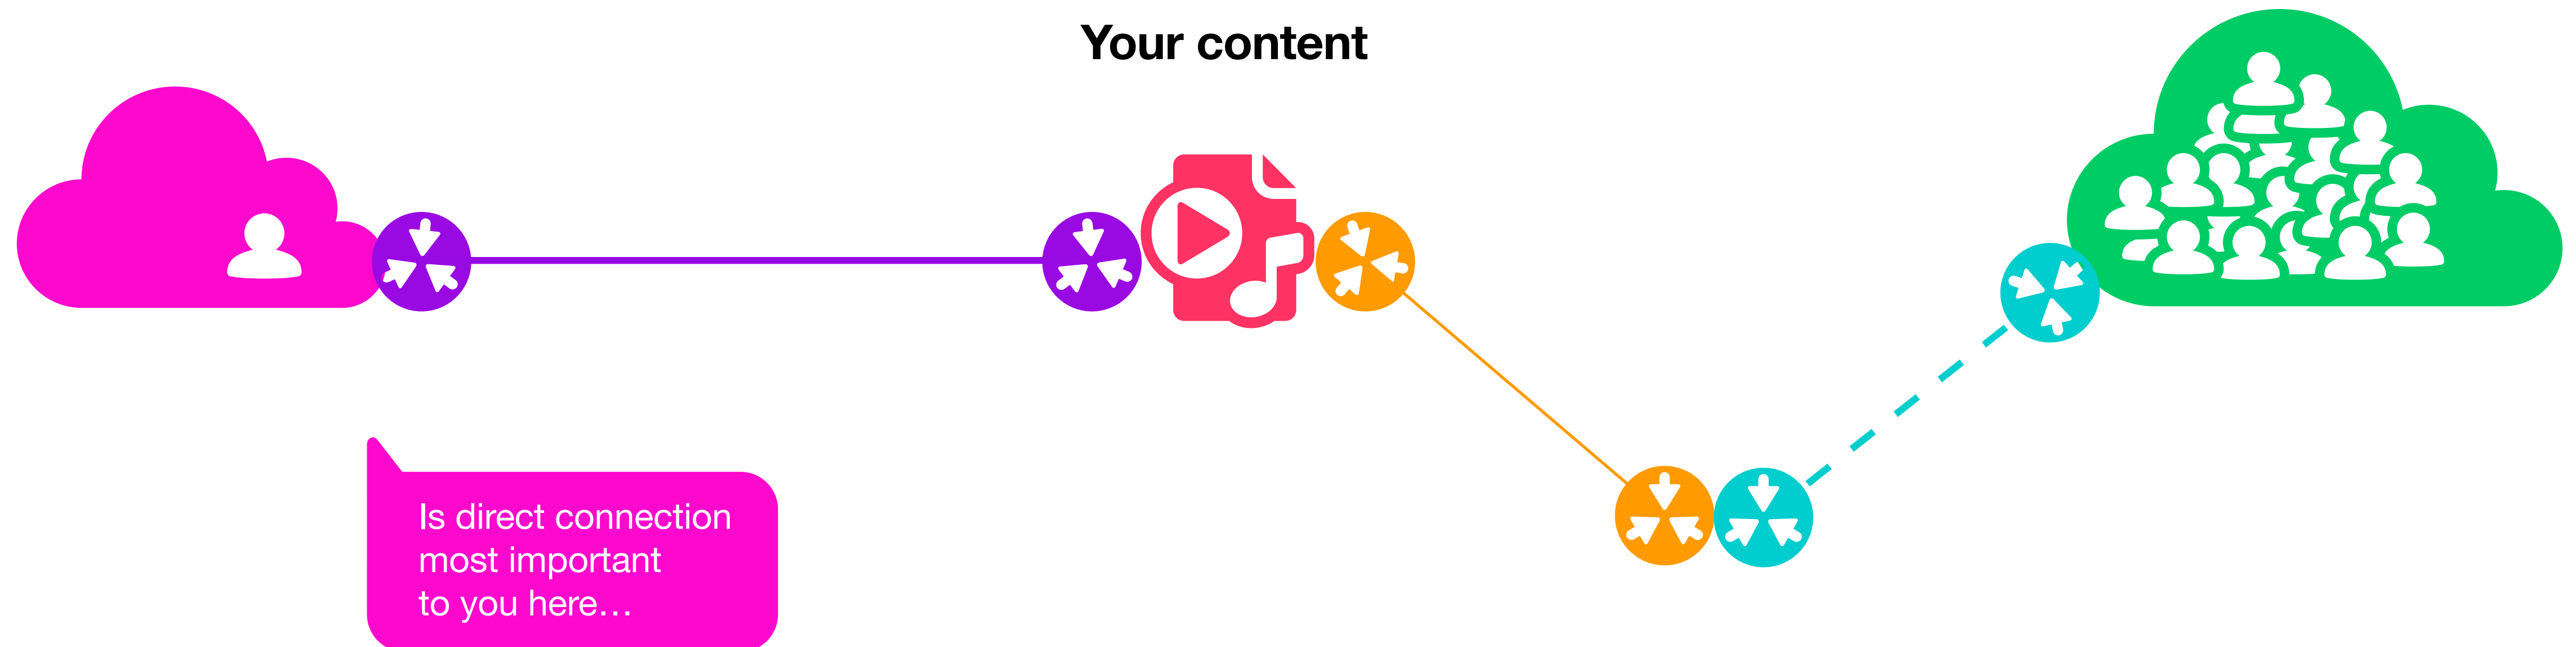 Your content
Is direct connection
most important
to you here…